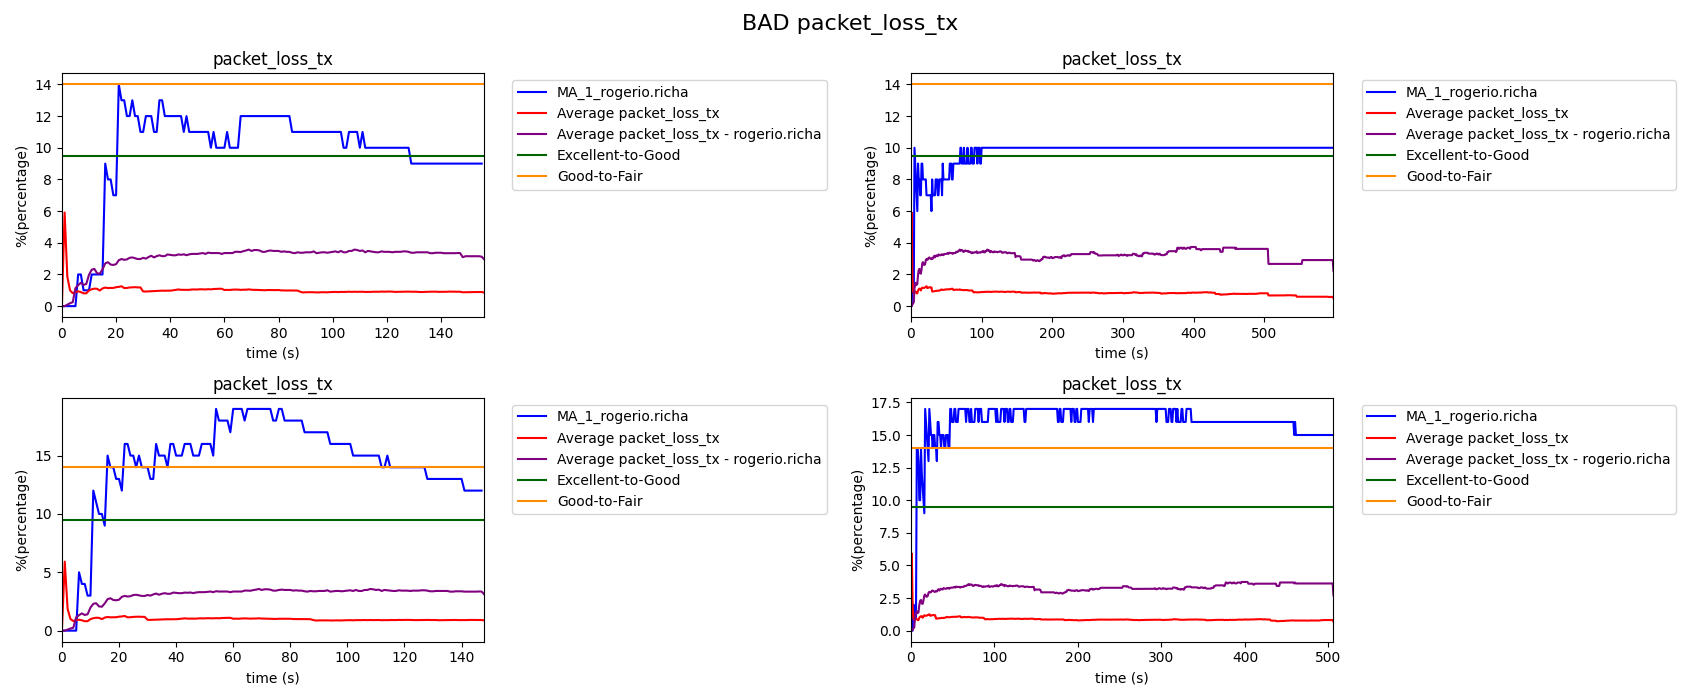 BAD packet_loss_tx
packet_loss_tx
%(percentage)
14
12
10
8
6
4
2
0
0 20 40 60 80 100 120 140
time (s)
MA_1_rogerio.richa
Average packet_loss_tx
Average packet_loss_tx - rogerio.richa
Excellent-to-Good
Good-to-Fair
packet_loss_tx
%(percentage)
14
12
10
8
6
4
2
0
0 100 200 300 400 500
time (s)
MA_1_rogerio.richa
Average packet_loss_tx
Average packet_loss_tx - rogerio.richa
Excellent-to-Good
Good-to-Fair
packet_loss_tx
%(percentage)
15
10
5
0
0 20 40 60 80 100 120 140
time (s)
MA_1_rogerio.richa
Average packet_loss_tx
Average packet_loss_tx - rogerio.richa
Excellent-to-Good
Good-to-Fair
packet_loss_tx
%(percentage)
17.5
15.0
12.5
10.0
7.5
5.0
2.5
0.0
0 100 200 300 400 500
time (s)
MA_1_rogerio.richa
Average packet_loss_tx
Average packet_loss_tx - rogerio.richa
Excellent-to-Good
Good-to-Fair